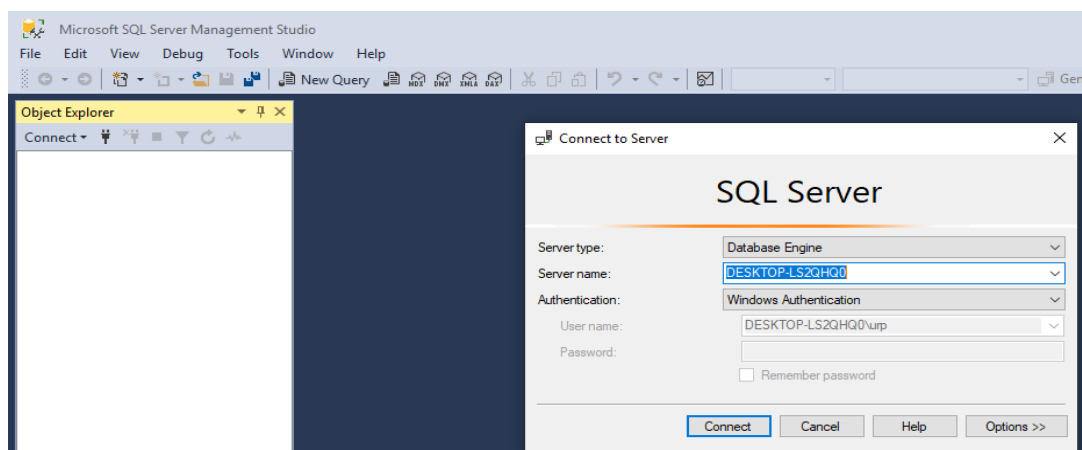 Microsoft SQL Server Management Studio
File Edit View Debug Tools Window Help
New Query MDX DMX XMLA DAX Ger
Object Explorer
Connect
Connect to Server
SQL Server
Server type: Database Engine
Server name: DESKTOP-LS2QHQ0
Authentication: Windows Authentication
User name: DESKTOP-LS2QHQ0\urp
Password:
Remember password
Connect Cancel Help Options >>